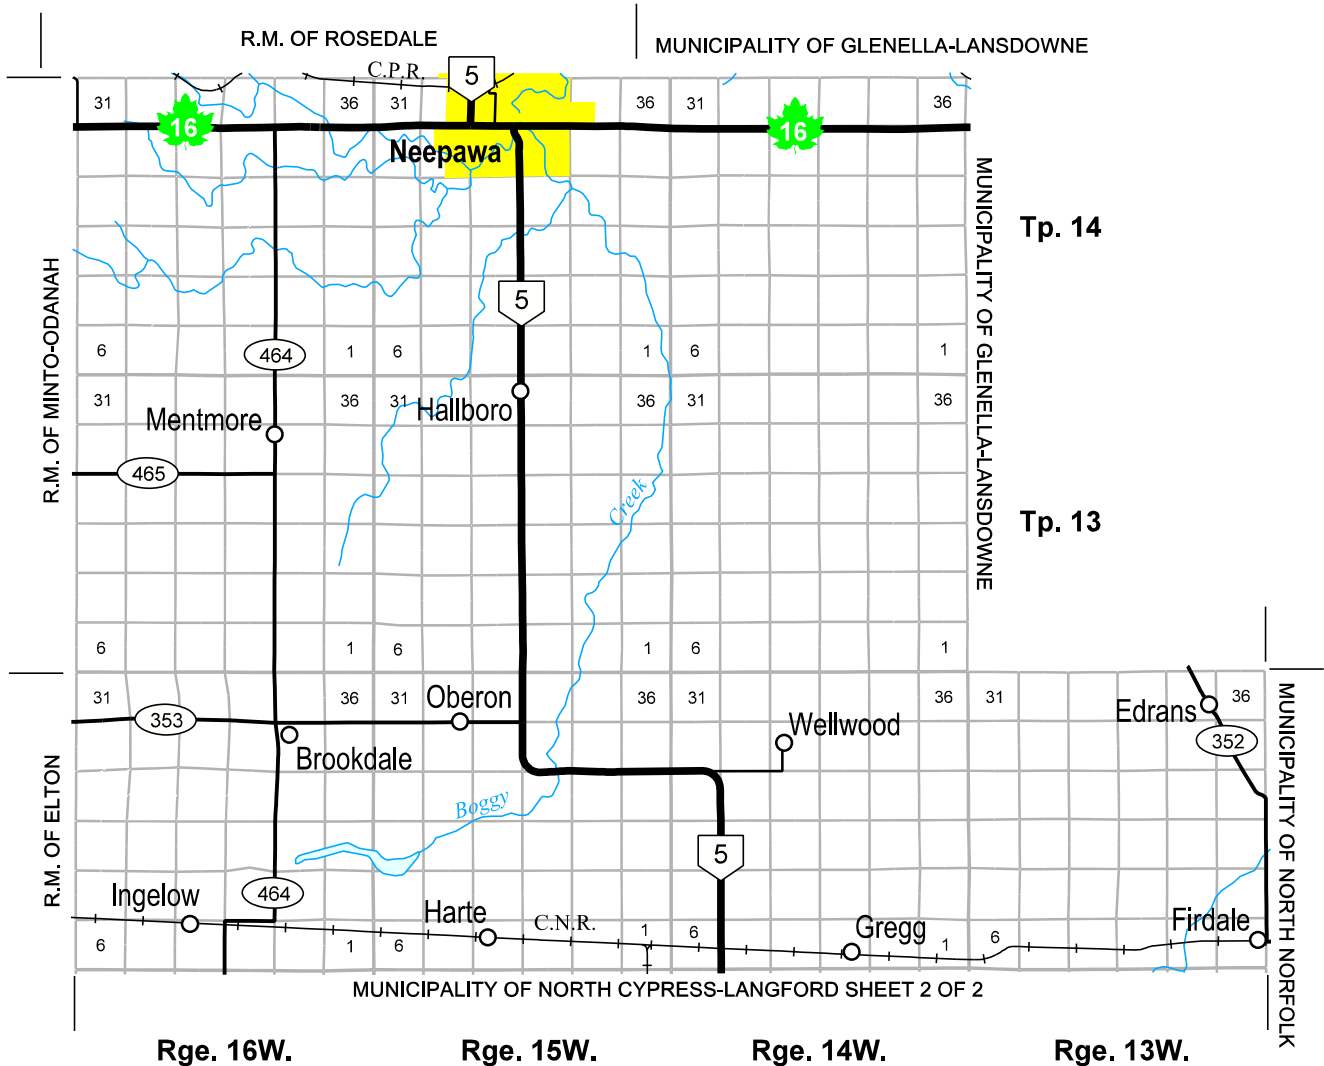 R.M. OF ROSEDALE
MUNICIPALITY OF GLENELLA-LANSDOWNE
C.P.R.
5
31
36
31
36
31
36
16
16
Neepawa
MUNICIPALITY OF GLENELLA-LANSDOWNE
Tp. 14
5
R.M. OF MINTO-ODANAH
6
464
1
6
1
6
1
31
36
31
36
31
36
Mentmore
Hallboro
465
Creek
Tp. 13
6
1
6
1
6
1
31
36
31
36
31
36
31
36
353
Oberon
Wellwood
Edrans
352
Brookdale
MUNICIPALITY OF NORTH NORFOLK
R.M. OF ELTON
Boggy
5
464
Ingelow
Harte
C.N.R.
Gregg
Firdale
6
1
6
1
6
1
6
MUNICIPALITY OF NORTH CYPRESS-LANGFORD SHEET 2 OF 2
Rge. 16W.
Rge. 15W.
Rge. 14W.
Rge. 13W.